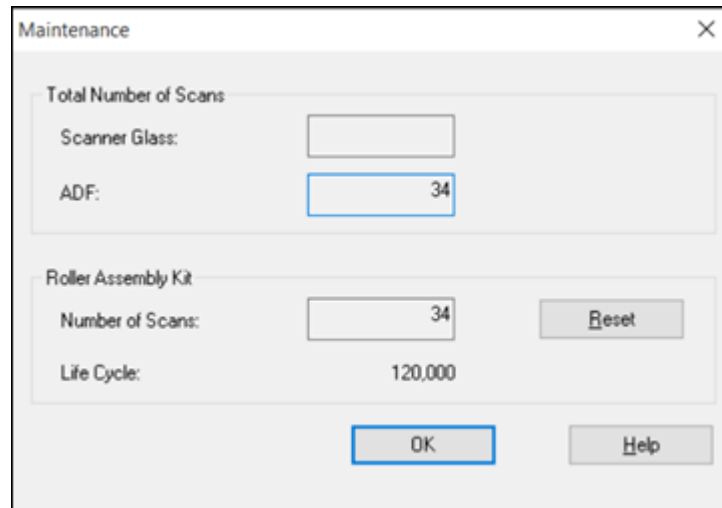 Maintenance
Total Number of Scans
Scanner Glass:
ADF: 34
Roller Assembly Kit
Number of Scans: 34 Reset
Life Cycle: 120,000
OK Help